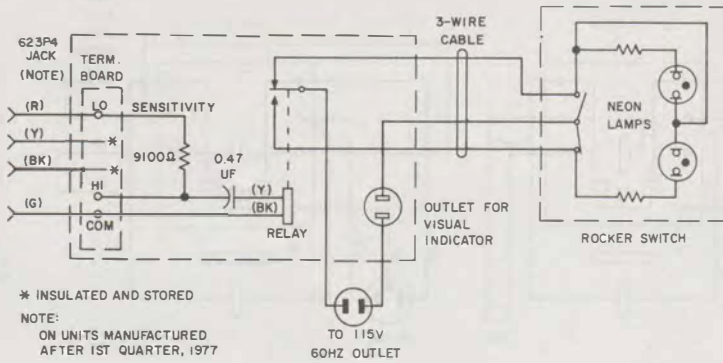 3-WIRE
CABLE
623P4
JACK
(NOTE)
TERM.
BOARD
(R)
LO
SENSITIVITY
(Y)
*
9100Ω
0.47
UF
(BK)
*
HI
(Y)
(G)
COM
(BK)
RELAY
OUTLET FOR
VISUAL
INDICATOR
NEON
LAMPS
ROCKER SWITCH
* INSULATED AND STORED
NOTE:
ON UNITS MANUFACTURED
AFTER 1ST QUARTER, 1977
TO 115V
60HZ OUTLET